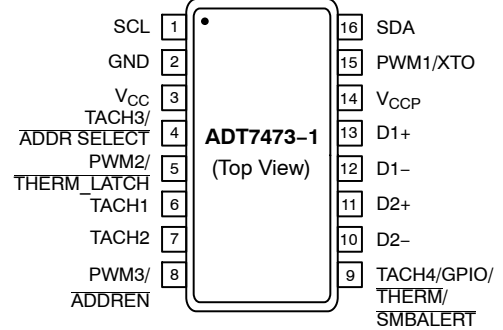 SCL 1 16 SDA
GND 2 15 PWM1/XTO
VCC 3 14 VCCP
TACH3/
ADDR SELECT 4 13 D1+
ADT7473−1
PWM2/
THERM_LATCH 5 12 D1−
(Top View)
TACH1 6 11 D2+
TACH2 7 10 D2−
PWM3/
ADDREN 8 9 TACH4/GPIO/
THERM/
SMBALERT